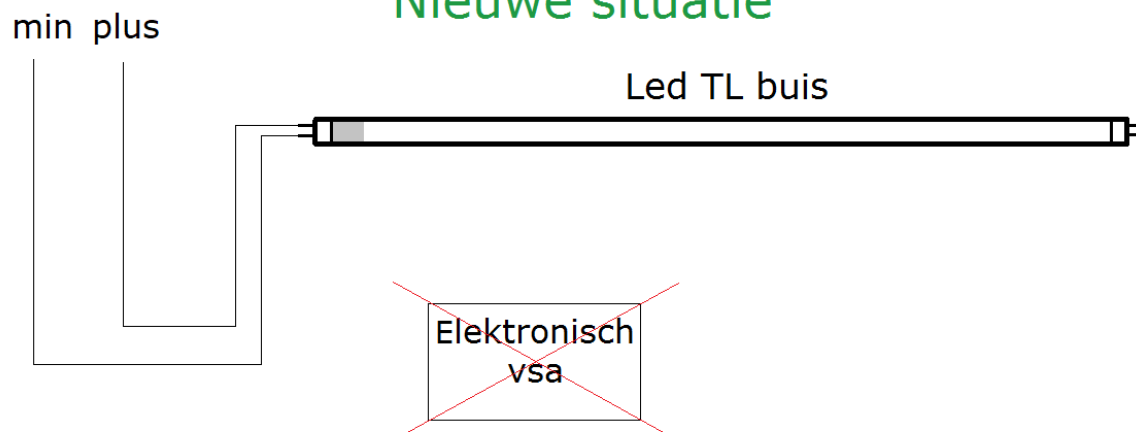 Nieuwe situatie
min plus
Led TL buis
Elektronisch
vsa